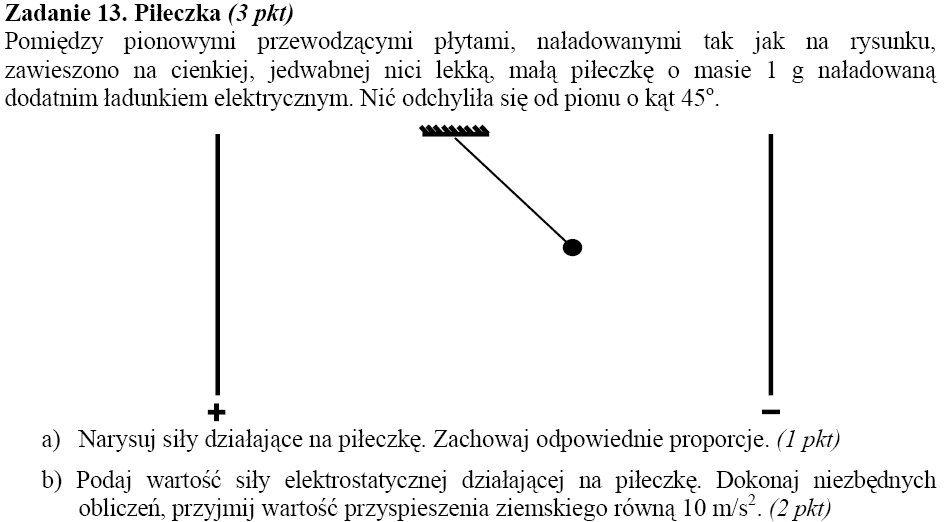 Zadanie 13. Piłeczka (3 pkt)
Pomiędzy pionowymi przewodzącymi płytami, naładowanymi tak jak na rysunku,
zawieszono na cienkiej, jedwabnej nici lekką, małą piłeczkę o masie 1 g naładowaną
dodatnim ładunkiem elektrycznym. Nić odchyliła się od pionu o kąt 45°.
+ −
a) Narysuj siły działające na piłeczkę. Zachowaj odpowiednie proporcje. (1 pkt)
b) Podaj wartość siły elektrostatycznej działającej na piłeczkę. Dokonaj niezbędnych
obliczeń, przyjmij wartość przyspieszenia ziemskiego równą 10 m/s². (2 pkt)